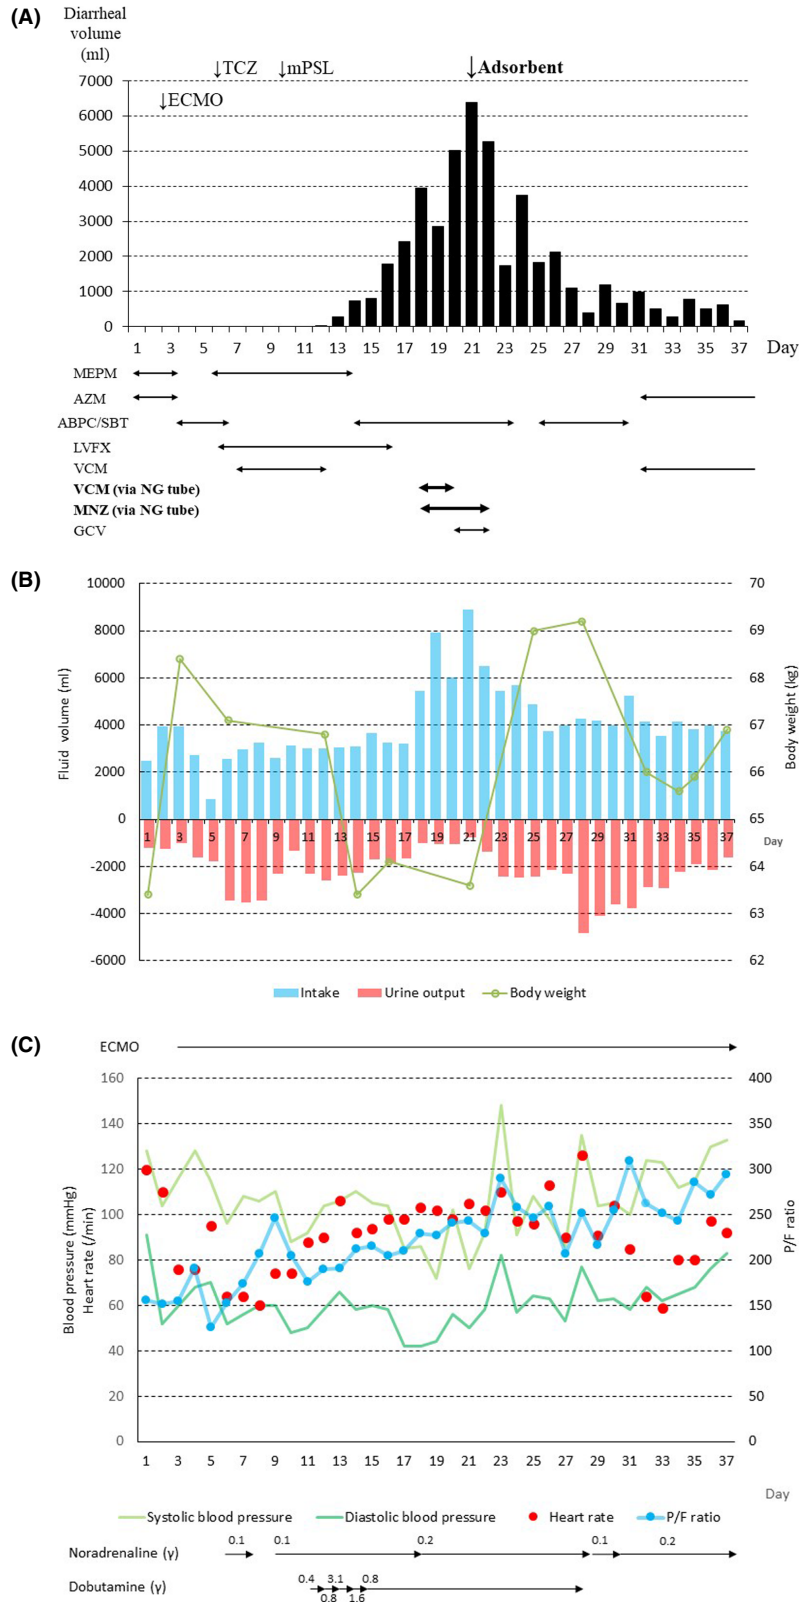 (A)
Diarrheal
volume
(ml)
↓TCZ ↓mPSL ↓Adsorbent
7000
↓ECMO
6000
5000
4000
3000
2000
1000
0
1 3 5 7 9 11 13 15 17 19 21 23 25 27 29 31 33 35 37 Day
MEPM
AZM
ABPC/SBT
LVFX
VCM
VCM (via NG tube)
MNZ (via NG tube)
GCV
(B)
10000 70
8000 69
6000 68
4000 67
2000 66
0 65
-2000 64
-4000 63
-6000 62
Fluid volume (ml)
Body weight (kg)
1 3 5 7 9 11 13 15 17 19 21 23 25 27 29 31 33 35 37 Day
Intake Urine output Body weight
(C)
ECMO
160 400
140 350
120 300
100 250
80 200
60 150
40 100
20 50
0 0
Blood pressure (mmHg)
Heart rate (/min)
P/F ratio
1 3 5 7 9 11 13 15 17 19 21 23 25 27 29 31 33 35 37
Day
Systolic blood pressure Diastolic blood pressure Heart rate P/F ratio
Noradrenaline (γ) 0.1 0.1 0.2 0.1 0.2
Dobutamine (γ) 0.4 0.8 3.1 1.6 0.8